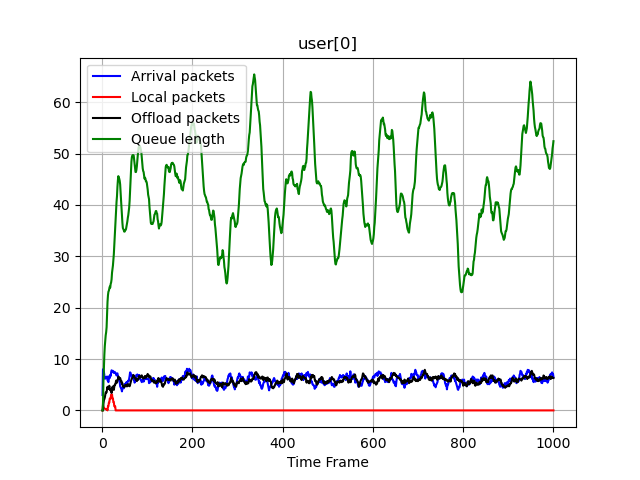 user[0]
Arrival packets
Local packets
Offload packets
Queue length
60
50
40
30
20
10
0
0 200 400 600 800 1000
Time Frame